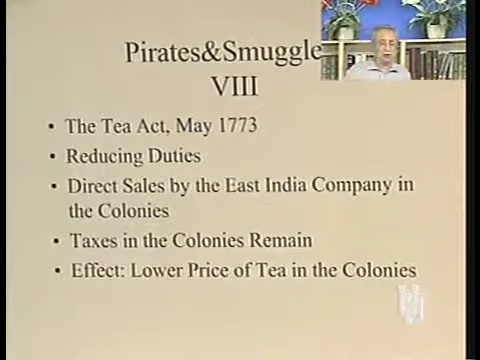 Pirates&Smuggle
VIII
• The Tea Act, May 1773
• Reducing Duties
• Direct Sales by the East India Company in
the Colonies
• Taxes in the Colonies Remain
• Effect: Lower Price of Tea in the Colonies